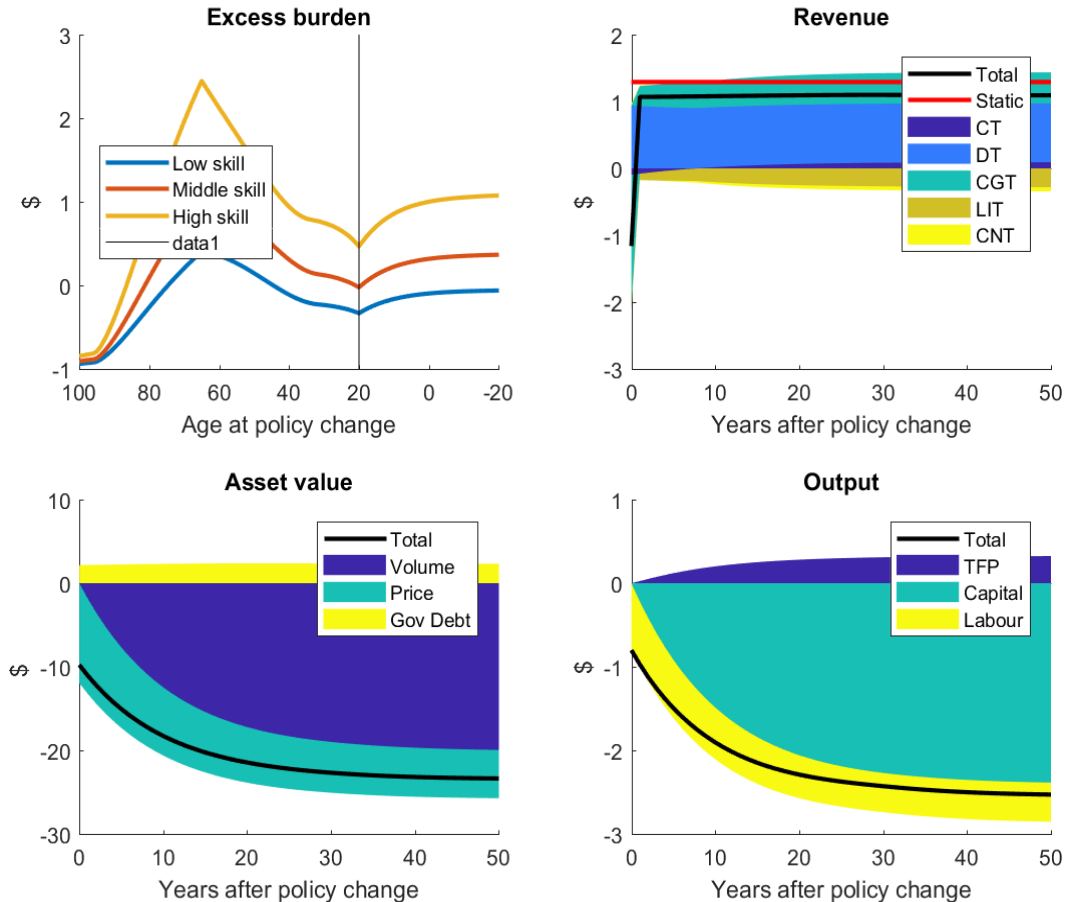 Excess burden
3
2
1
0
-1
$
Low skill
Middle skill
High skill
data1
100 80 60 40 20 0 -20
Age at policy change
Revenue
2
1
0
-1
-2
-3
$
Total
Static
CT
DT
CGT
LIT
CNT
0 10 20 30 40 50
Years after policy change
Asset value
10
0
-10
-20
-30
$
Total
Volume
Price
Gov Debt
0 10 20 30 40 50
Years after policy change
Output
1
0
-1
-2
-3
$
Total
TFP
Capital
Labour
0 10 20 30 40 50
Years after policy change